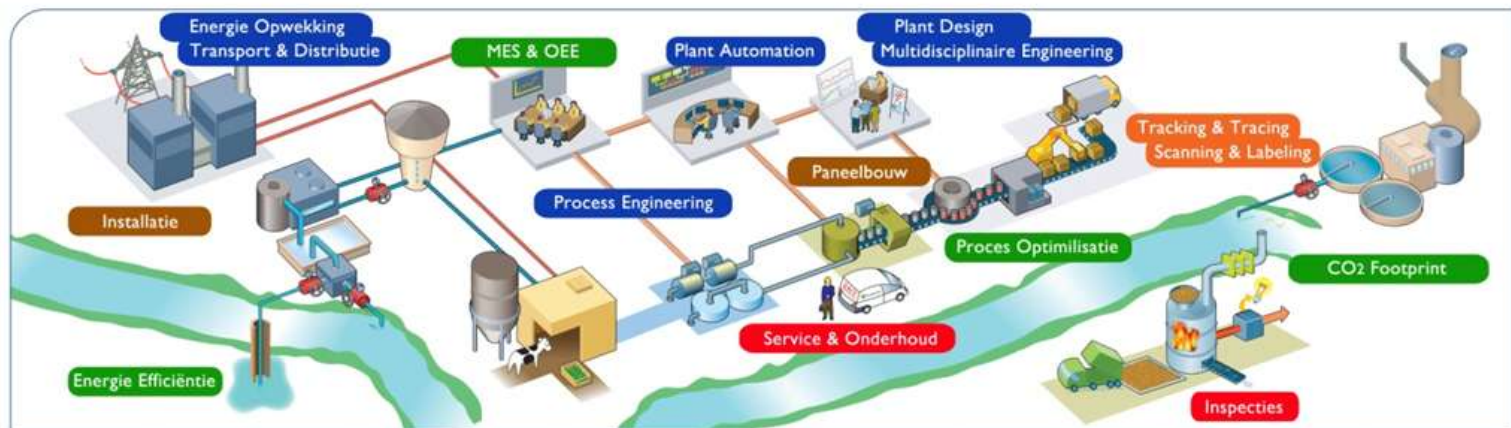 Energie Opwekking
Transport & Distributie
MES & OEE
Plant Automation
Plant Design
Multidisciplinaire Engineering
Tracking & Tracing
Scanning & Labeling
Paneelbouw
Installatie
Process Engineering
Proces Optimilisatie
CO2 Footprint
Service & Onderhoud
Energie Efficiëntie
Inspecties